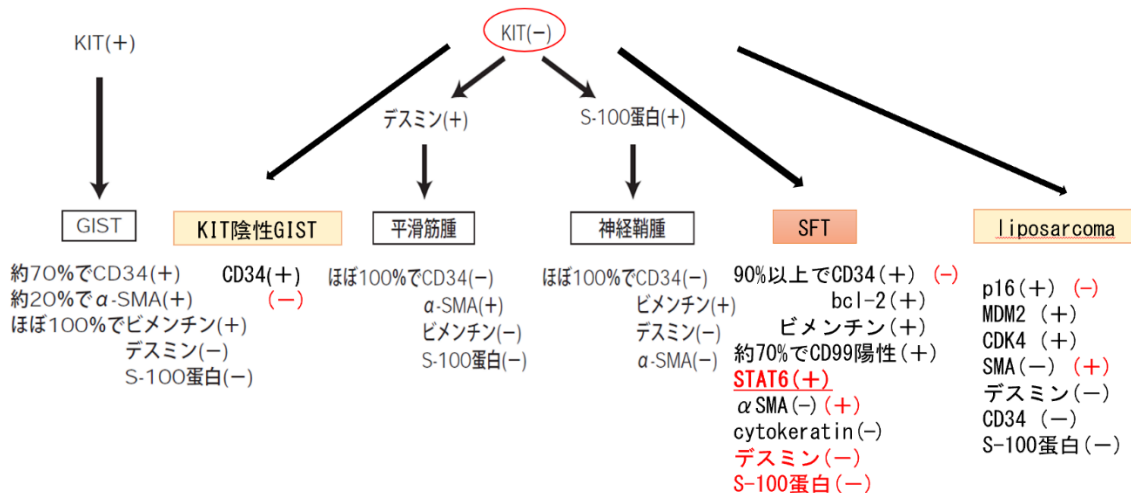 KIT(+)
KIT(−)
デスミン(+)
S-100蛋白(+)
GIST
約70%でCD34(+)
約20%でα-SMA(+)
ほぼ100%でビメンチン(+)
デスミン(−)
S-100蛋白(−)
KIT陰性GIST
CD34(+)
(−)
平滑筋腫
ほぼ100%でCD34(−)
α-SMA(+)
ビメンチン(−)
S-100蛋白(−)
神経鞘腫
ほぼ100%でCD34(−)
ビメンチン(+)
デスミン(−)
α-SMA(−)
SFT
90%以上でCD34(+) (−)
bcl-2(+)
ビメンチン(+)
約70%でCD99陽性(+)
STAT6(+)
αSMA(−)(+)
cytokeratin(−)
デスミン(−)
S-100蛋白(−)
liposarcoma
p16(+) (−)
MDM2 (+)
CDK4 (+)
SMA(−) (+)
デスミン(−)
CD34 (−)
S-100蛋白(−)